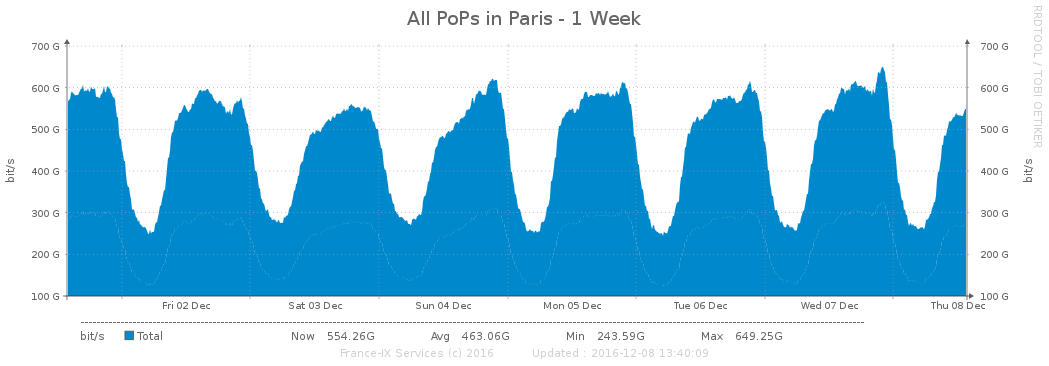 All PoPs in Paris - 1 Week
RRDTOOL / TOBI OETIKER
700 G 700 G
600 G 600 G
500 G 500 G
400 G 400 G
300 G 300 G
200 G 200 G
100 G 100 G
bit/s bit/s
Fri 02 Dec Sat 03 Dec Sun 04 Dec Mon 05 Dec Tue 06 Dec Wed 07 Dec Thu 08 Dec
bit/s Total Now 554.26G Avg 463.06G Min 243.59G Max 649.25G
France-IX Services (c) 2016 Updated : 2016-12-08 13:40:09